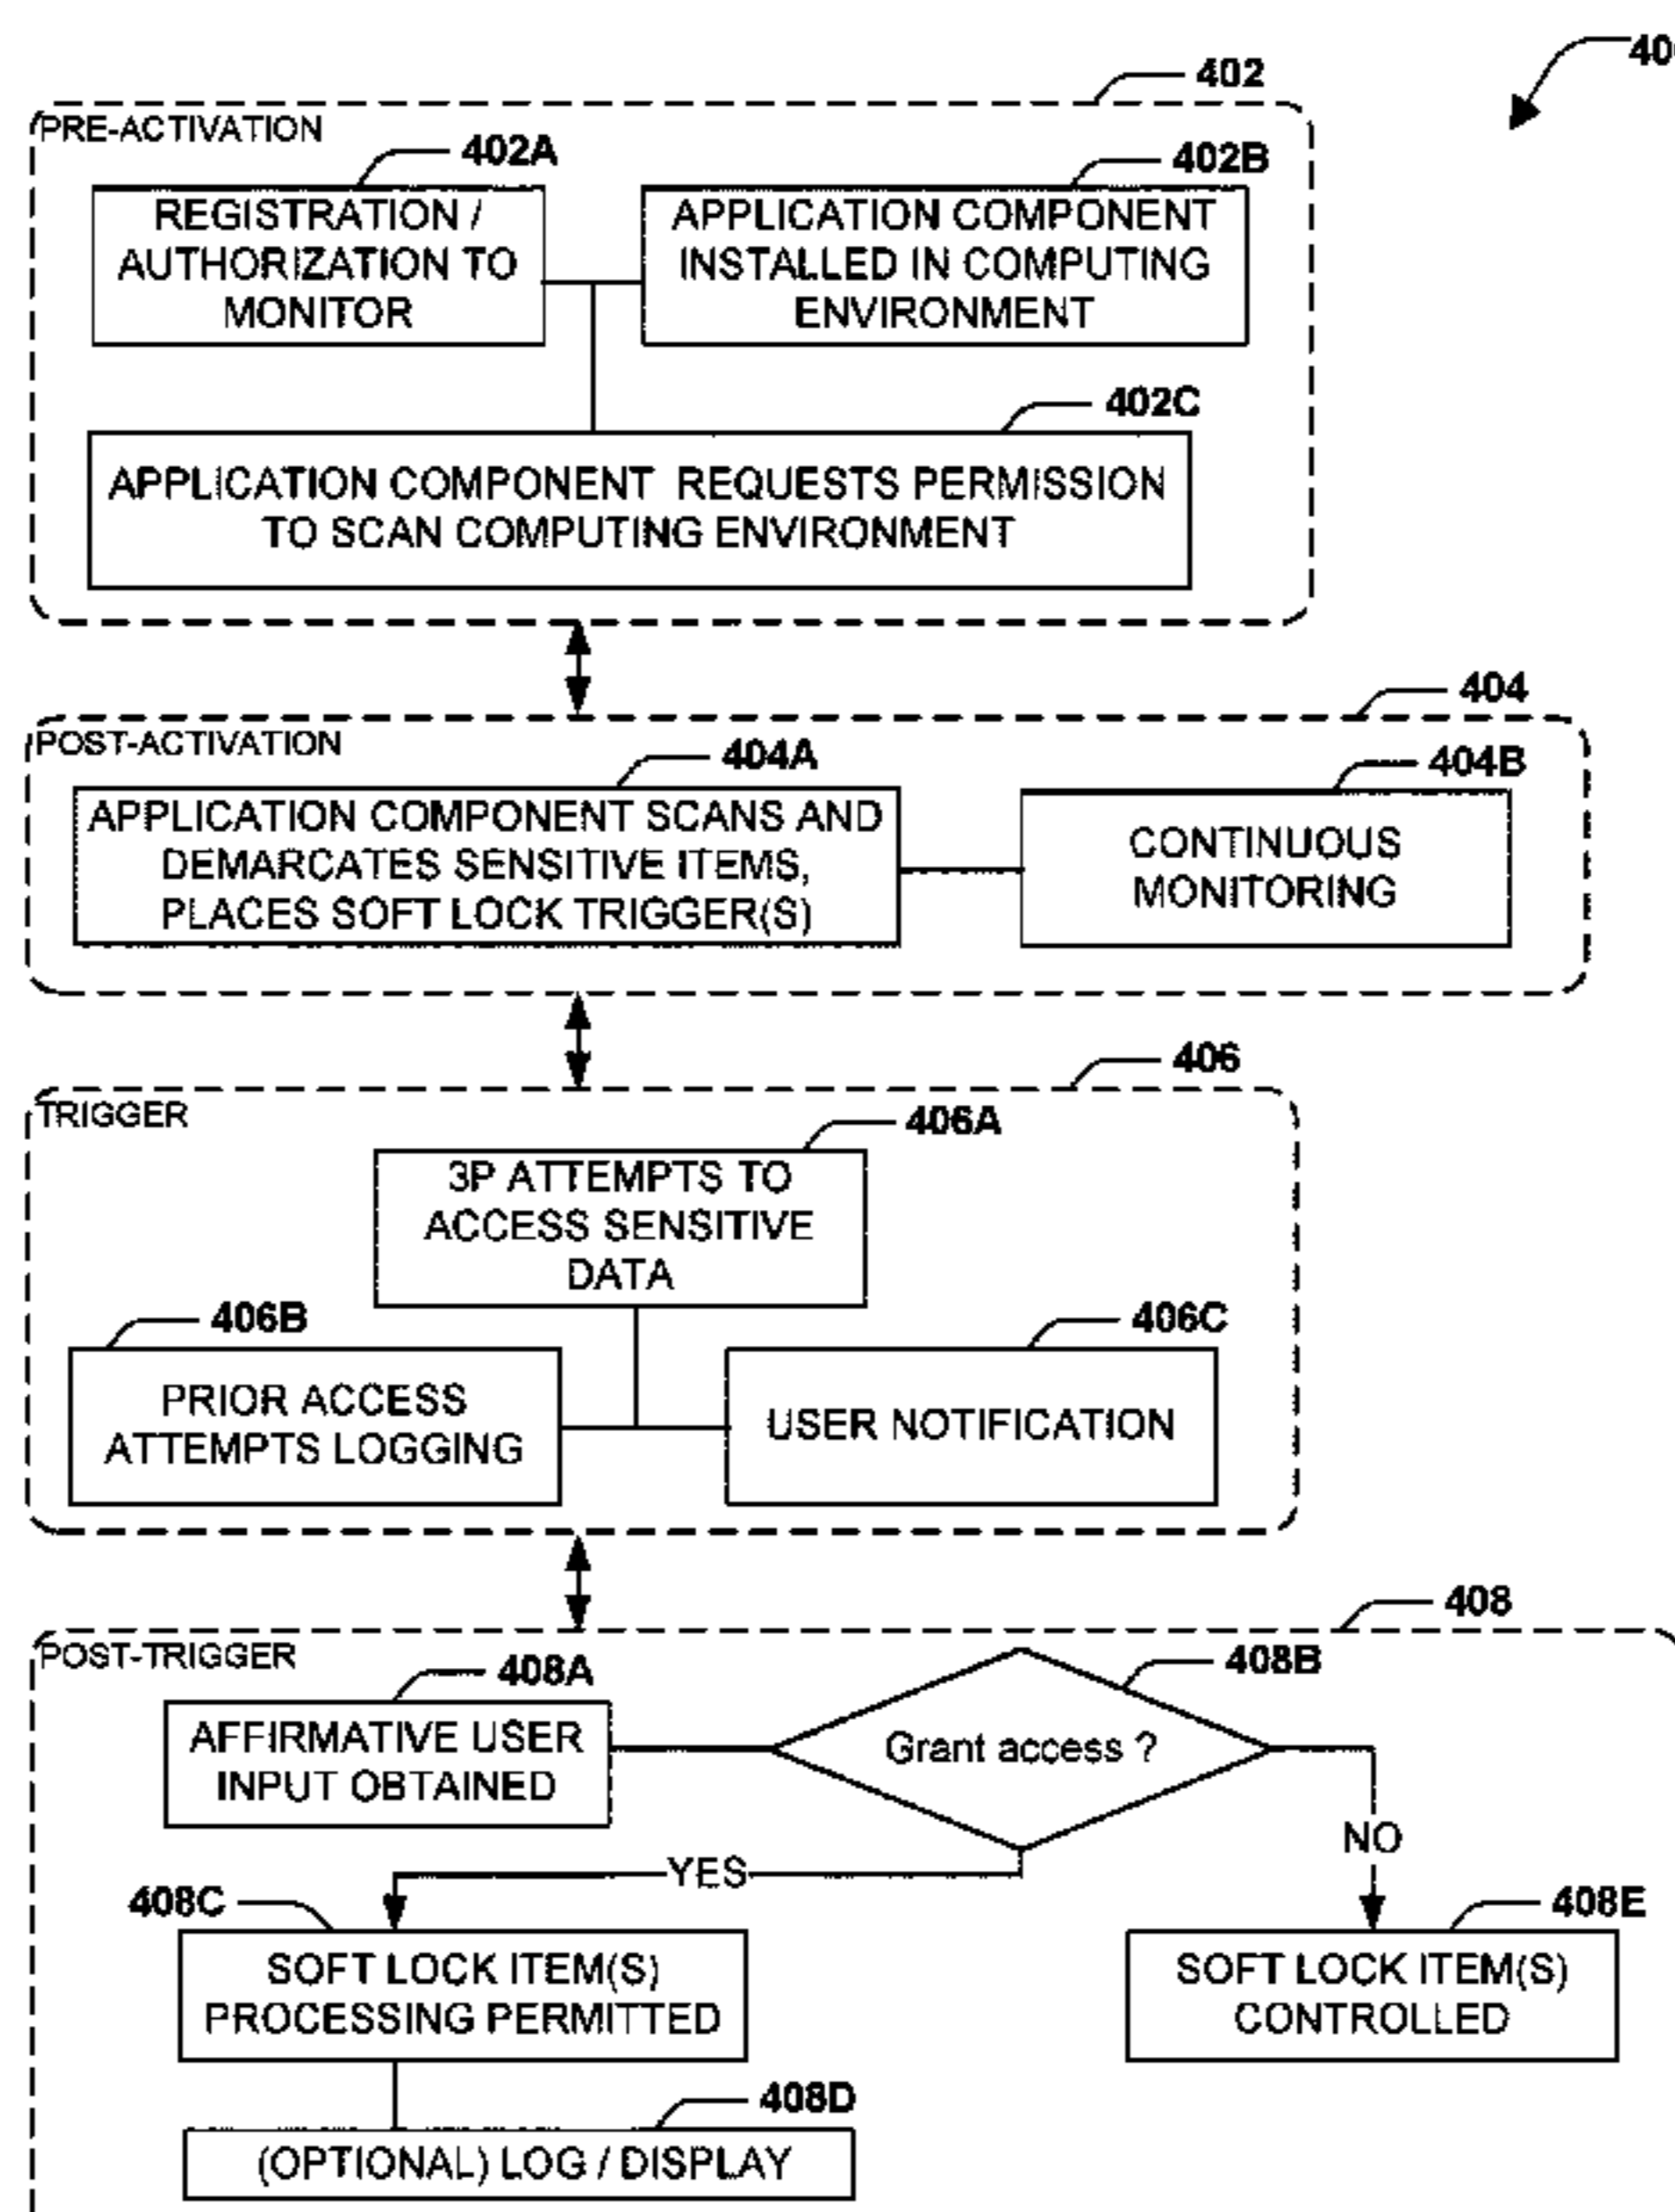 40
402
PRE-ACTIVATION
402A
402B
REGISTRATION /
AUTHORIZATION TO
MONITOR
APPLICATION COMPONENT
INSTALLED IN COMPUTING
ENVIRONMENT
402C
APPLICATION COMPONENT REQUESTS PERMISSION
TO SCAN COMPUTING ENVIRONMENT
404
POST-ACTIVATION
404A
404B
APPLICATION COMPONENT SCANS AND
DEMARCATES SENSITIVE ITEMS,
PLACES SOFT LOCK TRIGGER(S)
CONTINUOUS
MONITORING
406
TRIGGER
406A
3P ATTEMPTS TO
ACCESS SENSITIVE
DATA
406B
406C
PRIOR ACCESS
ATTEMPTS LOGGING
USER NOTIFICATION
408
POST-TRIGGER
408A
408B
AFFIRMATIVE USER
INPUT OBTAINED
Grant access ?
NO
YES
408C
408E
SOFT LOCK ITEM(S)
PROCESSING PERMITTED
SOFT LOCK ITEM(S)
CONTROLLED
408D
(OPTIONAL) LOG / DISPLAY